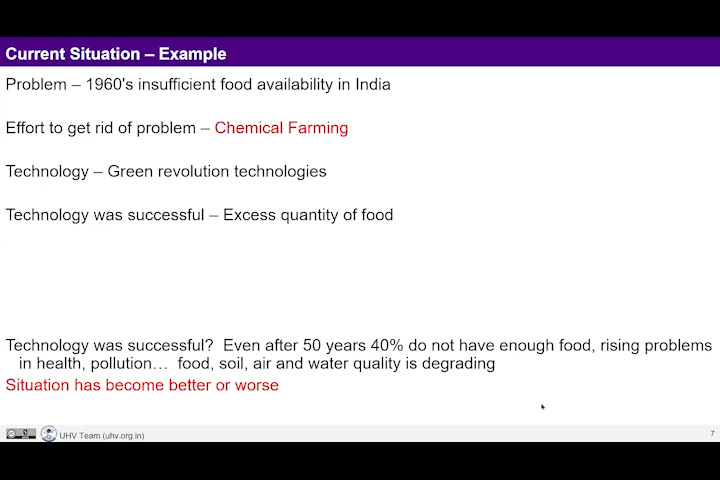 Current Situation – Example
Problem – 1960's insufficient food availability in India
Effort to get rid of problem – Chemical Farming
Technology – Green revolution technologies
Technology was successful – Excess quantity of food
Technology was successful?  Even after 50 years 40% do not have enough food, rising problems
in health, pollution…  food, soil, air and water quality is degrading
Situation has become better or worse
UHV Team (uhv.org.in)
7